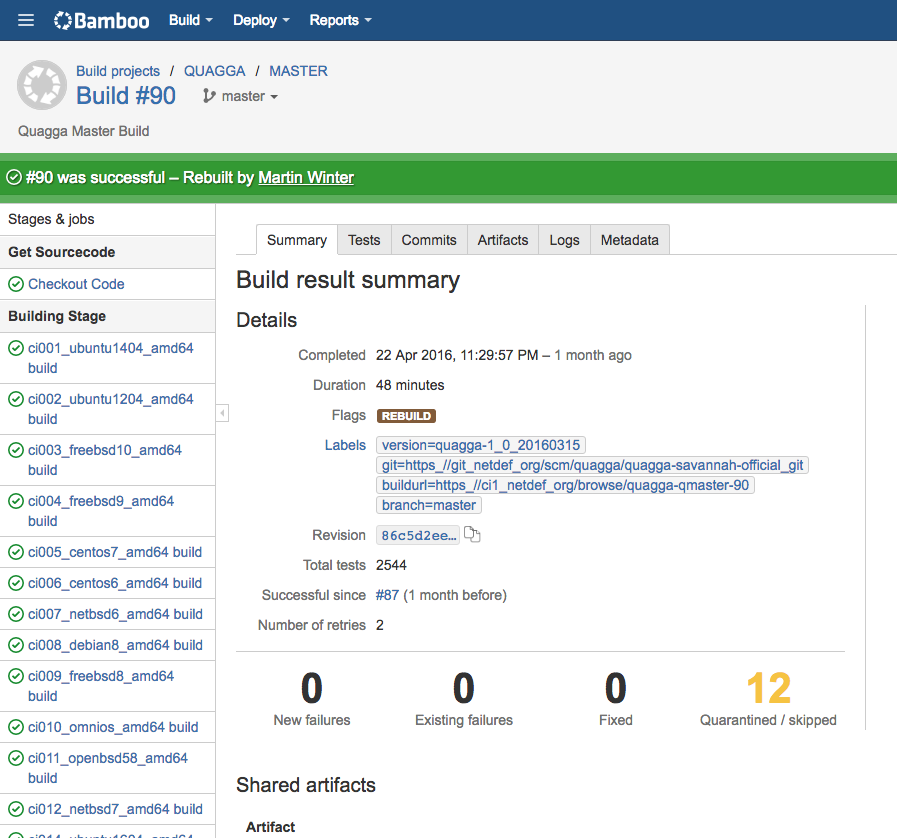 Bamboo Build Deploy Reports
Build projects / QUAGGA / MASTER
Build #90 master
Quagga Master Build
#90 was successful – Rebuilt by Martin Winter
Stages & jobs
Get Sourcecode
Checkout Code
Building Stage
ci001_ubuntu1404_amd64
build
ci002_ubuntu1204_amd64
build
ci003_freebsd10_amd64
build
ci004_freebsd9_amd64
build
ci005_centos7_amd64 build
ci006_centos6_amd64 build
ci007_netbsd6_amd64 build
ci008_debian8_amd64 build
ci009_freebsd8_amd64
build
ci010_omnios_amd64 build
ci011_openbsd58_amd64
build
ci012_netbsd7_amd64 build
ci014_ubuntu1604_amd64
Summary Tests Commits Artifacts Logs Metadata
Build result summary
Details
Completed 22 Apr 2016, 11:29:57 PM – 1 month ago
Duration 48 minutes
Flags REBUILD
Labels version=quagga-1_0_20160315
git=https_//git_netdef_org/scm/quagga/quagga-savannah-official_git
buildurl=https_//ci1_netdef_org/browse/quagga-qmaster-90
branch=master
Revision 86c5d2ee…
Total tests 2544
Successful since #87 (1 month before)
Number of retries 2
0 0 0 12
New failures Existing failures Fixed Quarantined / skipped
Shared artifacts
Artifact